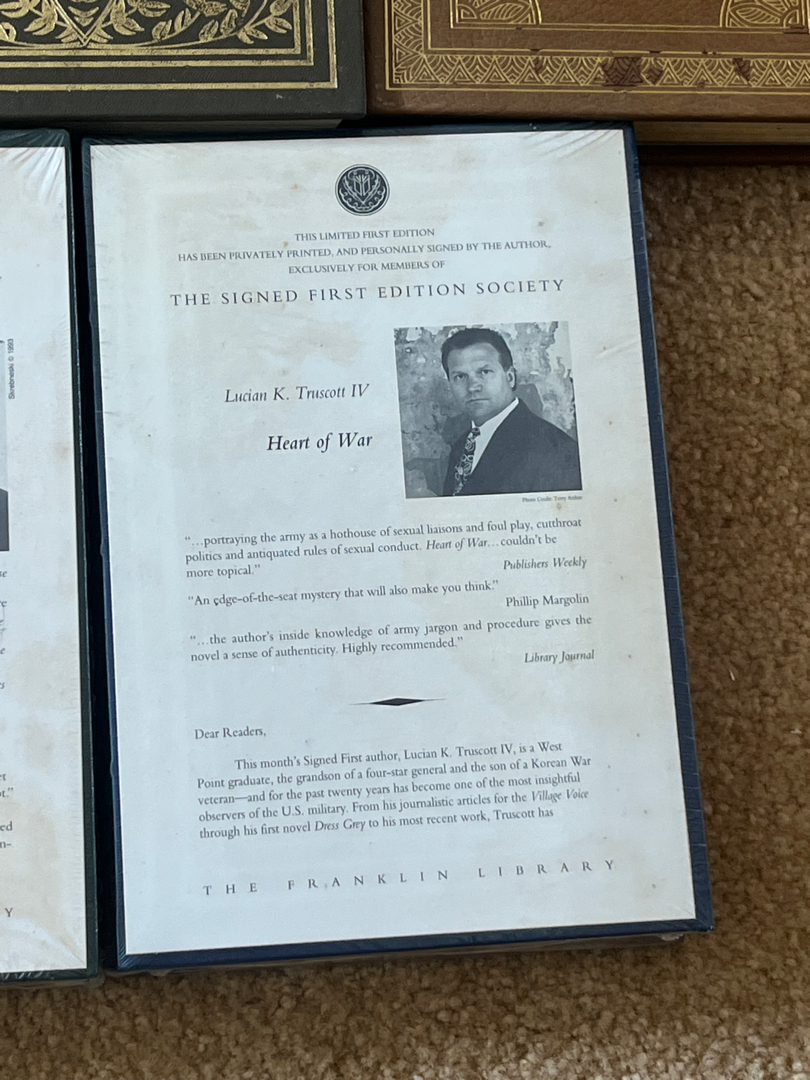 THIS LIMITED FIRST EDITION
HAS BEEN PRIVATELY PRINTED, AND PERSONALLY SIGNED BY THE AUTHOR,
EXCLUSIVELY FOR MEMBERS OF
THE SIGNED FIRST EDITION SOCIETY
Lucian K. Truscott IV
Heart of War
Photo Credit: Tony
"...portraying the army as a hothouse of sexual liaisons and foul play, cutthroat
politics and antiquated rules of sexual conduct. Heart of War...couldn't be
more topical."
Publishers Weekly
"An edge-of-the-seat mystery that will also make you think."
Phillip Margolin
"...the author's inside knowledge of army jargon and procedure gives the
novel a sense of authenticity. Highly recommended."
Library Journal
Dear Readers,
This month's Signed First author, Lucian K. Truscott IV, is a West
Point graduate, the grandson of a four-star general and the son of a Korean War
veteran—and for the past twenty years has become one of the most insightful
observers of the U.S. military. From his journalistic articles for the Village Voice
through his first novel Dress Grey to his most recent work, Truscott has
THE FRANKLIN LIBRARY
Skrebneski © 1993